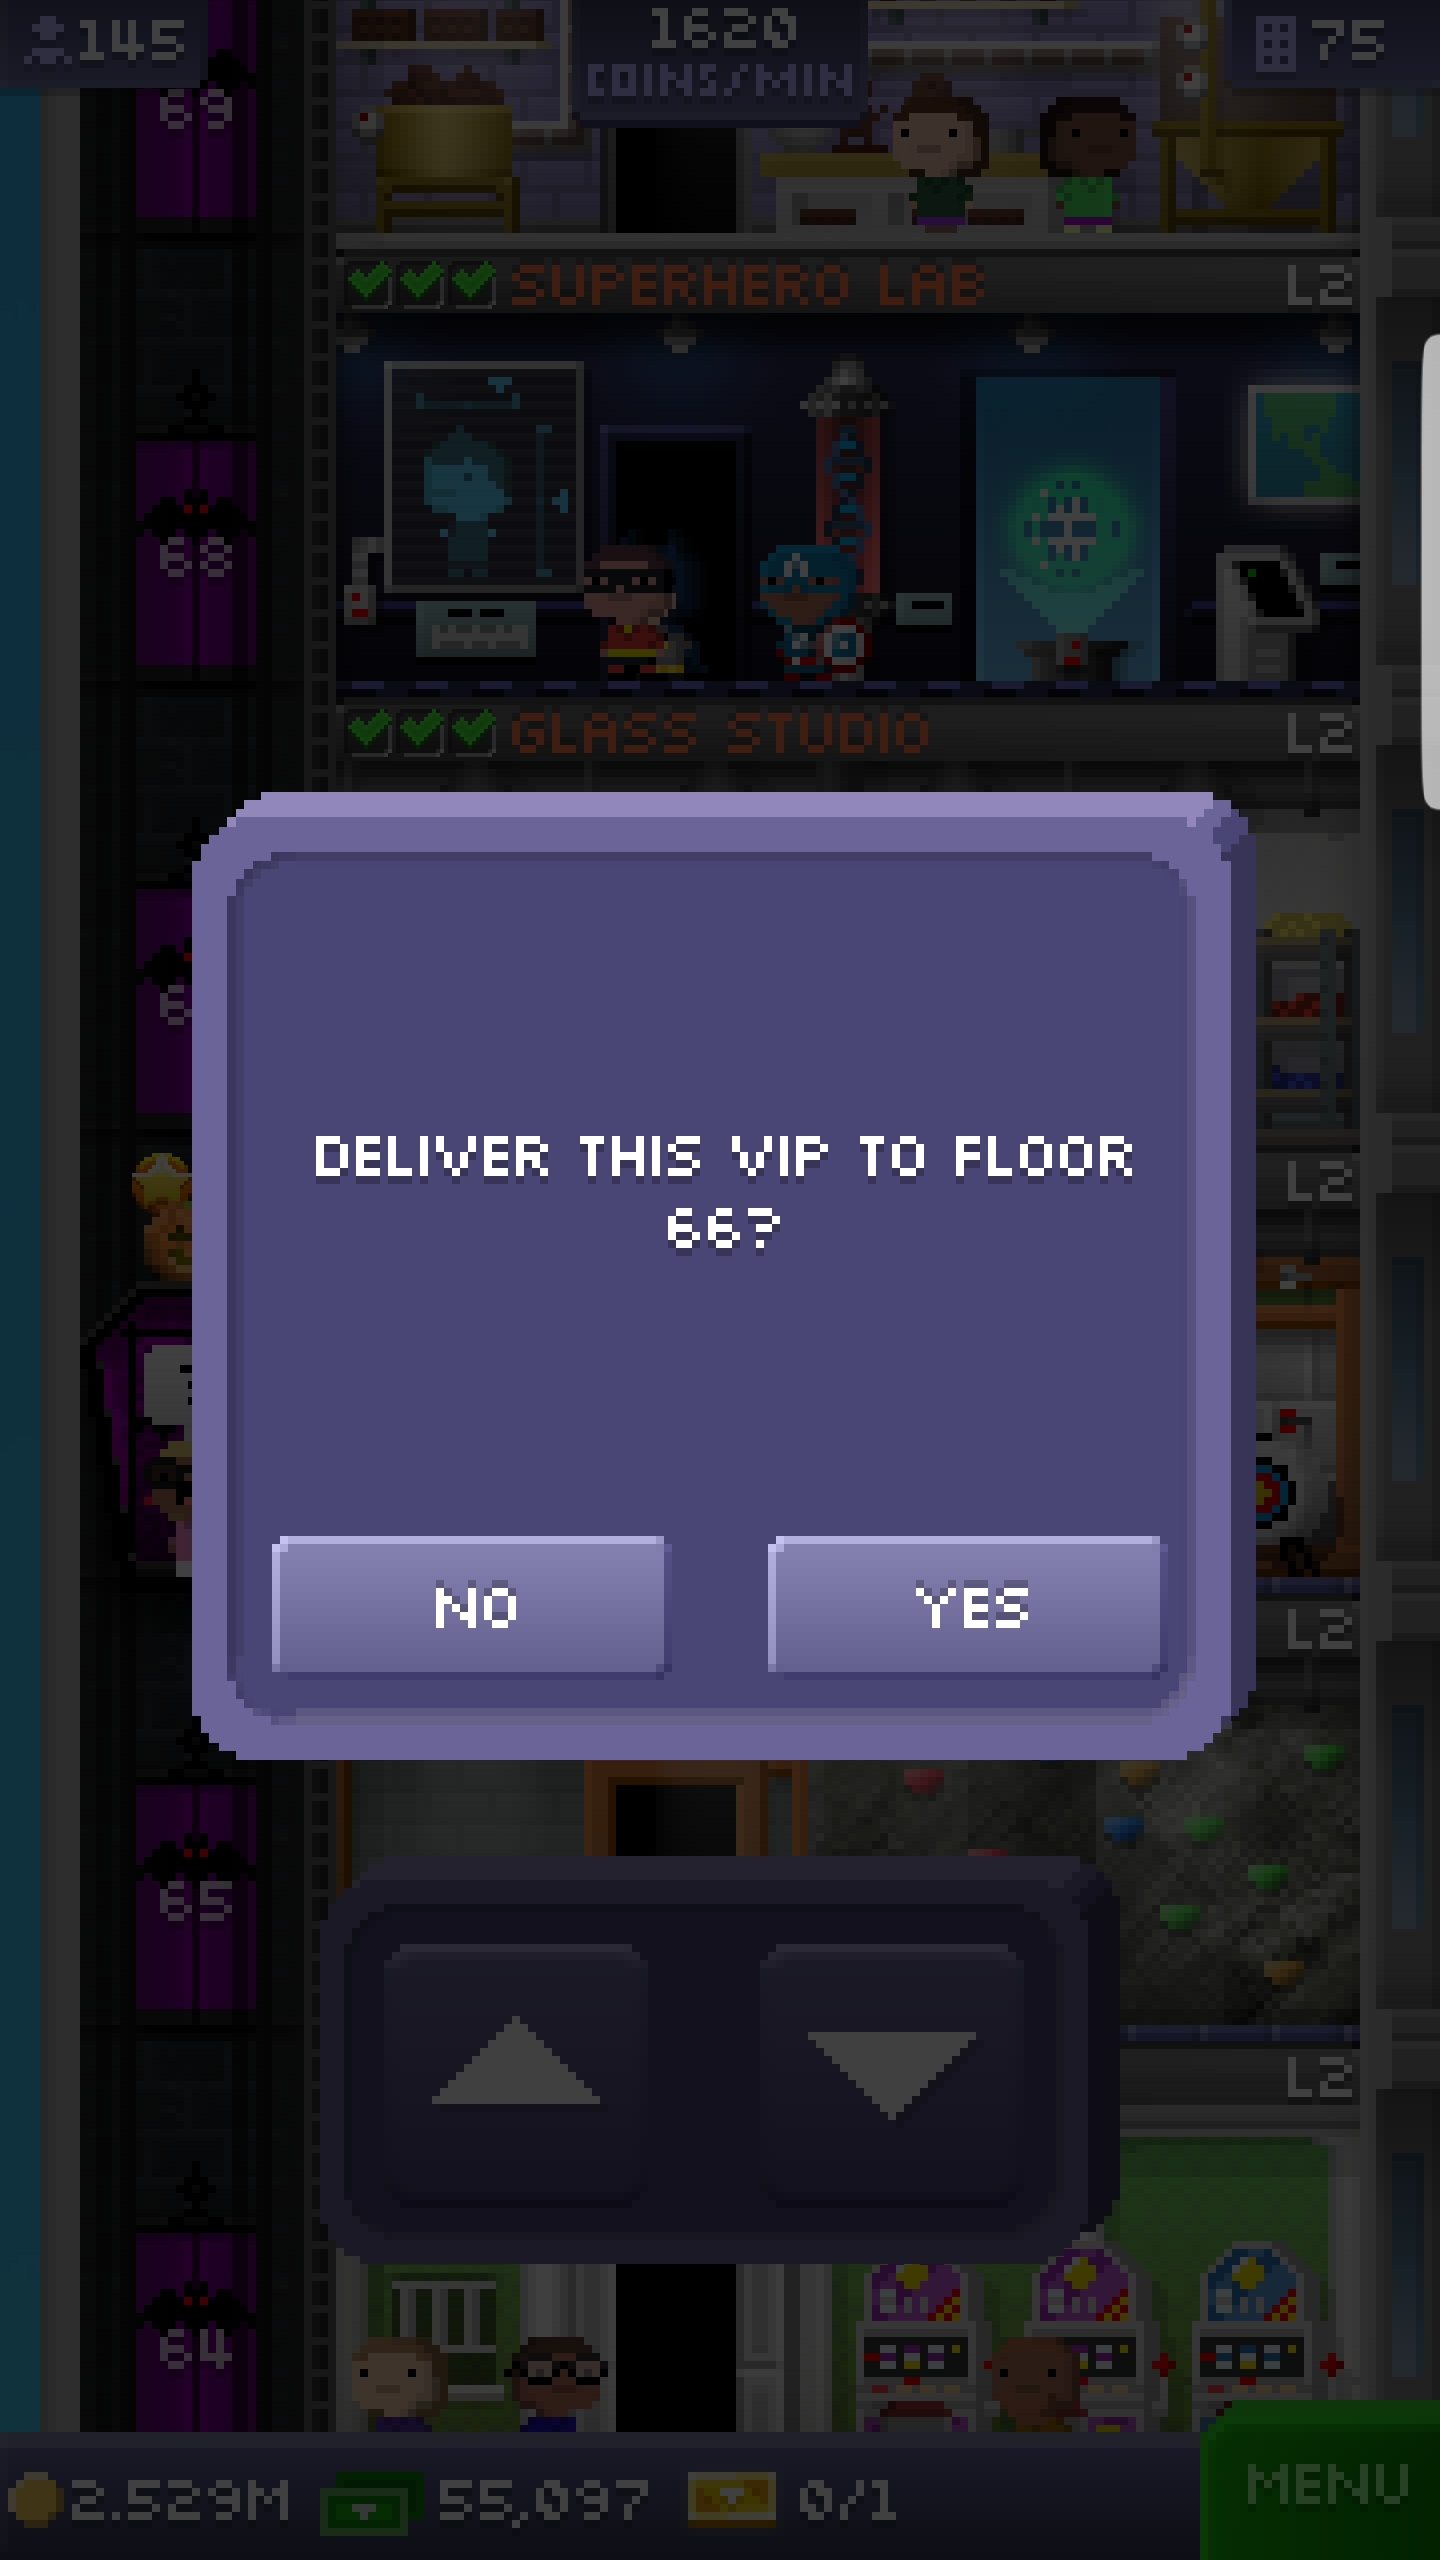 145
1620
COINS/MIN
75
69
SUPERHERO LAB L2
68
GLASS STUDIO L2
6
L2
DELIVER THIS VIP TO FLOOR
66?
NO YES
L2
65
L2
64
2.529M 55,097 0/1
MENU